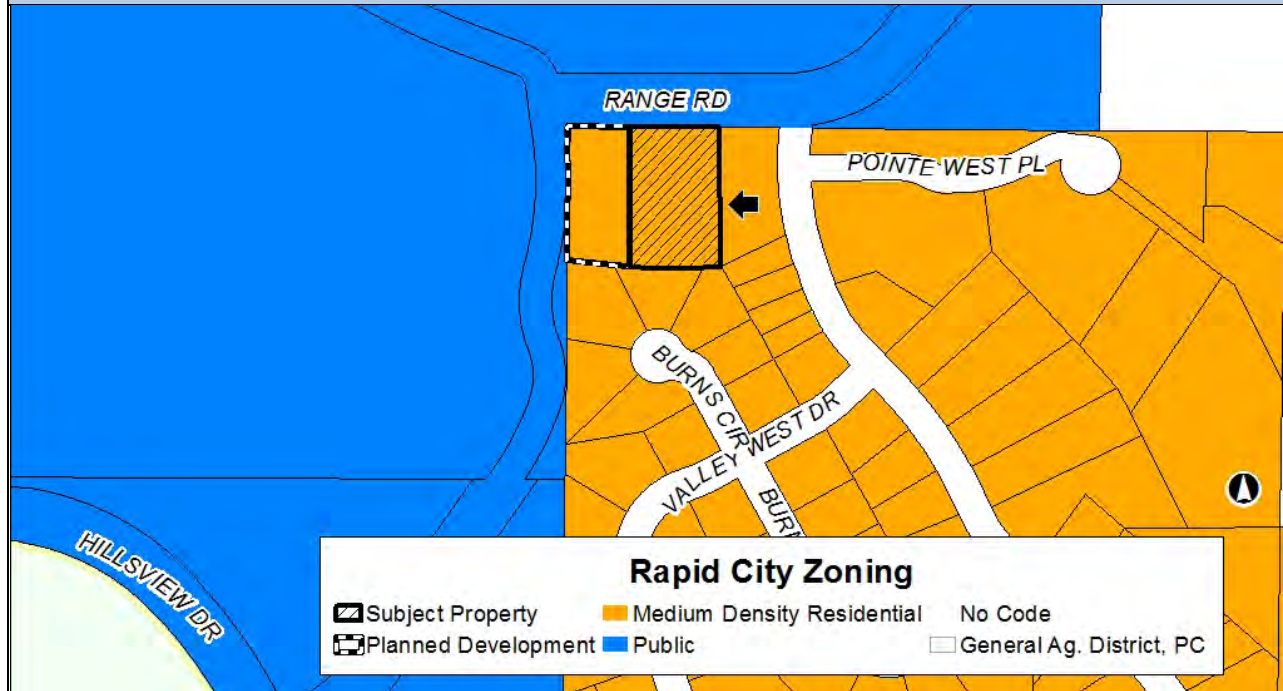 RANGE RD
POINTE WEST PL
BURNS CIR
VALLEY WEST DR
BURN
HILLSVIEW DR
Rapid City Zoning
Subject Property
Medium Density Residential
No Code
Planned Development
Public
General Ag. District, PC